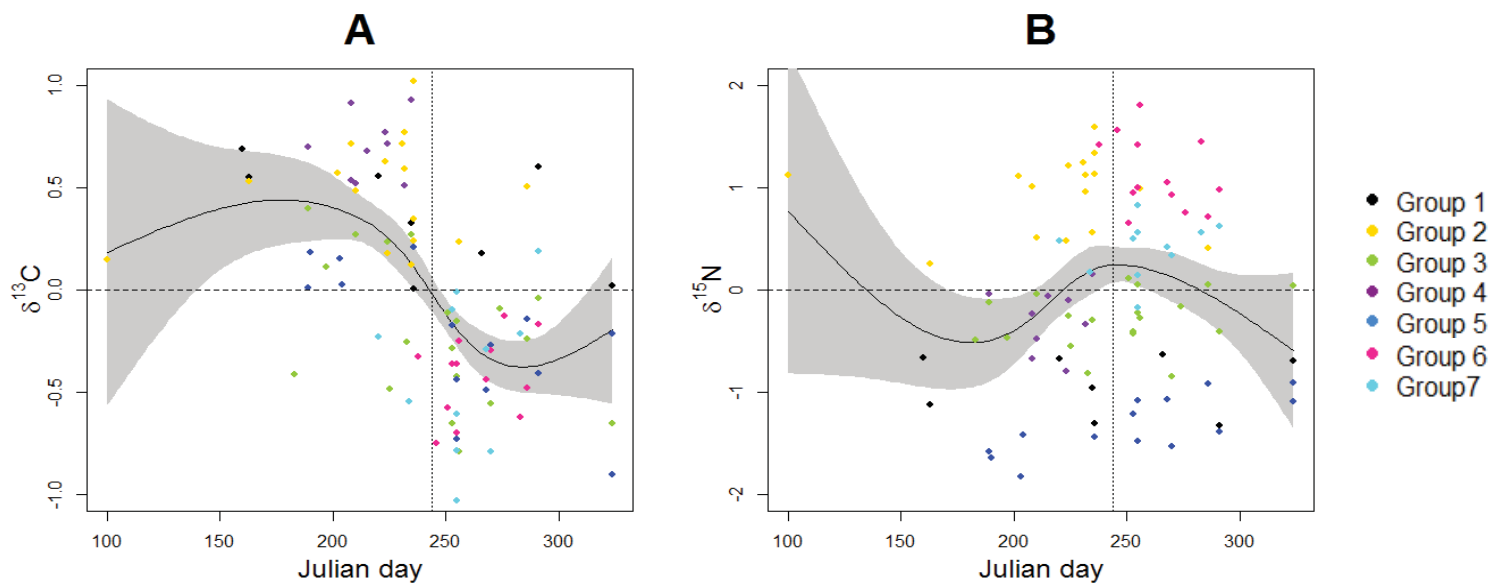 A
B
δ¹³C
1.0
0.5
0.0
-0.5
-1.0
100
150
200
250
300
Julian day
δ¹⁵N
2
1
0
-1
-2
100
150
200
250
300
Julian day
Group 1
Group 2
Group 3
Group 4
Group 5
Group 6
Group7